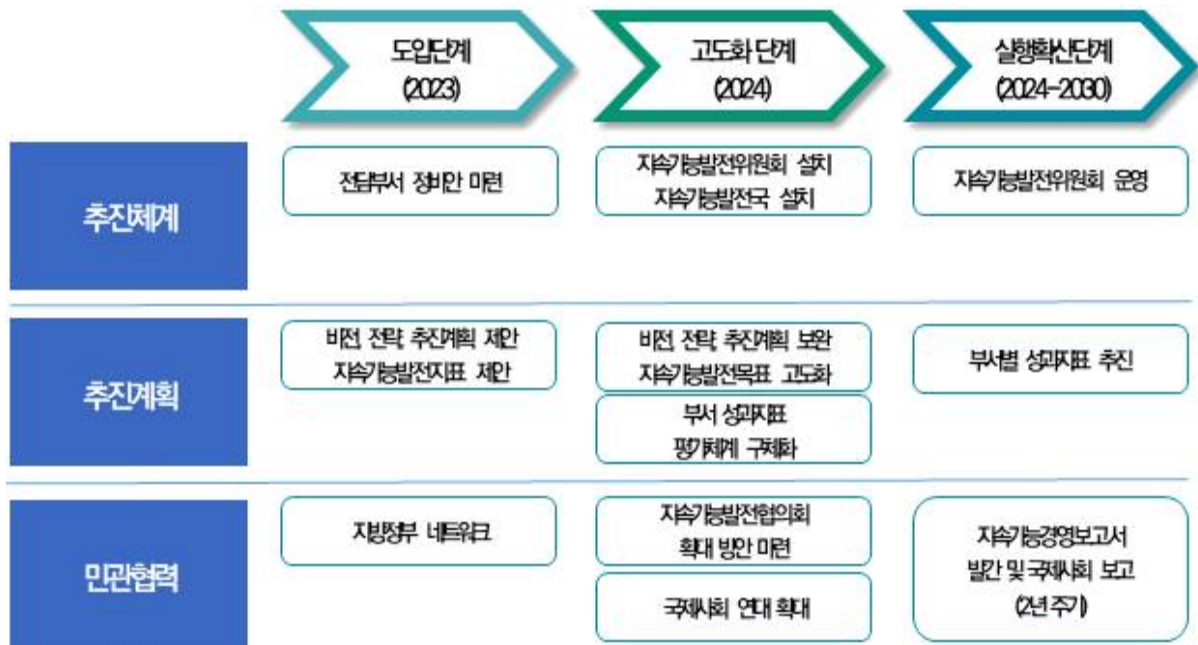 도입단계
(2023)
고도화 단계
(2024)
실행확산단계
(2024-2030)
추진체계
전담부서 정비안 마련
지속가능발전위원회 설치
지속가능발전국 설치
지속가능발전위원회 운영
추진계획
비전, 전략, 추진계획 제안
지속가능발전지표 제안
비전, 전략, 추진계획 보완
지속가능발전목표 고도화
부서 성과지표
평가체계 구체화
부서별 성과지표 추진
민관협력
지방정부 네트워크
지속가능발전협의회
확대 방안 마련
국제사회 연대 확대
지속가능경영보고서
발간 및 국제사회 보고
(2년 주기)